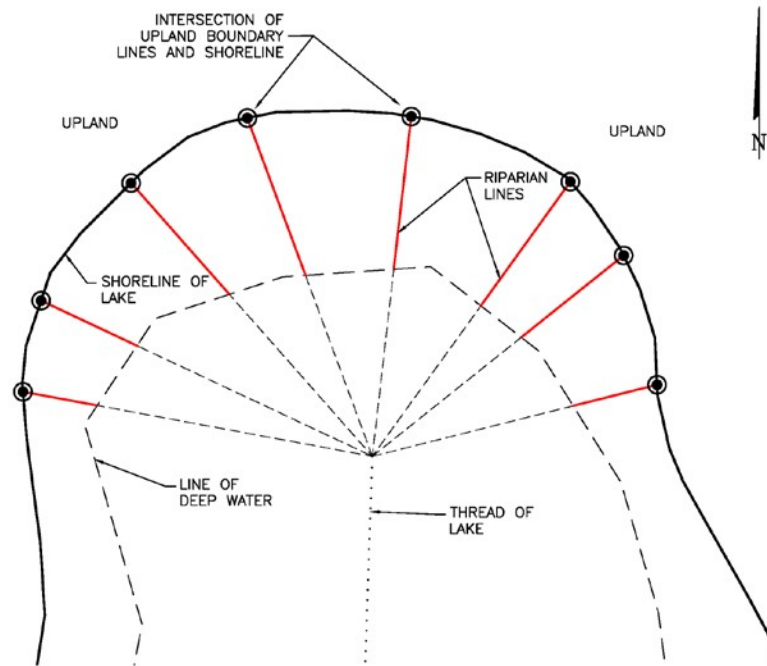 INTERSECTION OF
UPLAND BOUNDARY
LINES AND SHORELINE
UPLAND
UPLAND
N
RIPARIAN
LINES
SHORELINE OF
LAKE
LINE OF
DEEP WATER
THREAD OF
LAKE